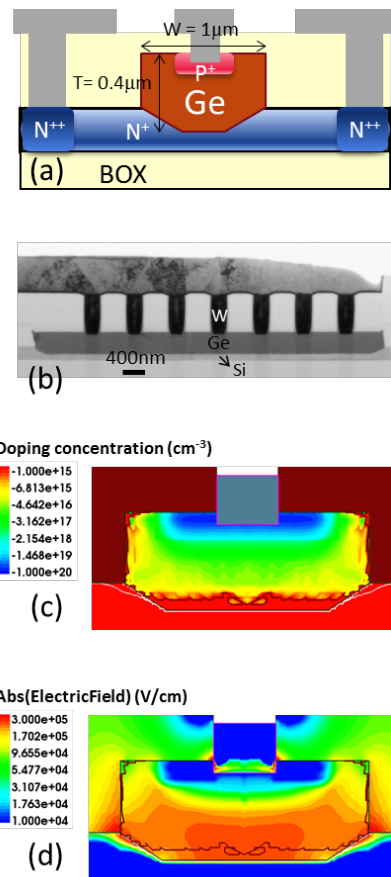 W = 1μm
T= 0.4μm
P+
Ge
N++
N+
N++
(a)
BOX
W
Ge
400nm
Si
(b)
Doping concentration (cm-3)
-1.000e+15
-6.813e+15
-4.642e+16
-3.162e+17
-2.154e+18
-1.468e+19
-1.000e+20
(c)
Abs(ElectricField) (V/cm)
3.000e+05
1.702e+05
9.655e+04
5.477e+04
3.107e+04
1.763e+04
1.000e+04
(d)